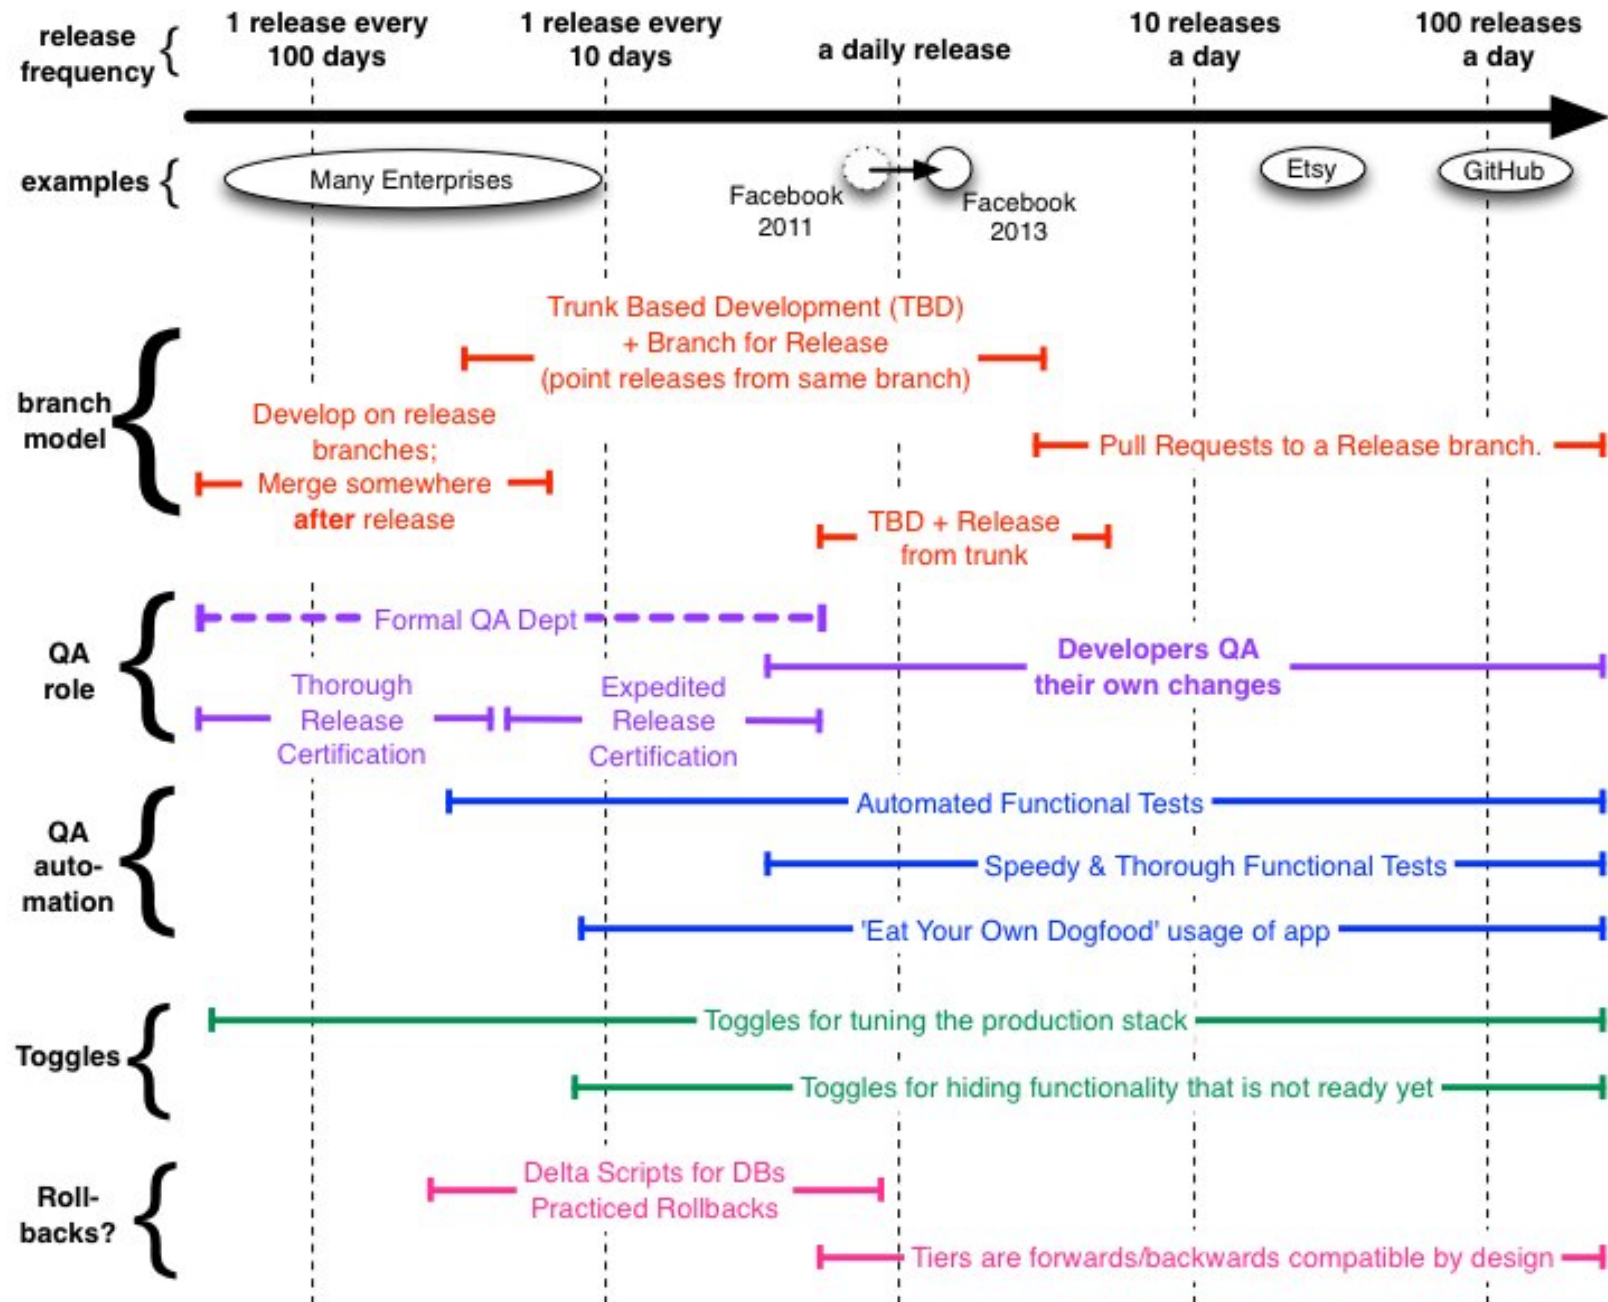 release
frequency
1 release every
100 days
1 release every
10 days
a daily release
10 releases
a day
100 releases
a day
examples
Many Enterprises
Facebook
2011
Facebook
2013
Etsy
GitHub
branch
model
Trunk Based Development (TBD)
+ Branch for Release
(point releases from same branch)
Develop on release
branches;
Merge somewhere
after release
Pull Requests to a Release branch.
TBD + Release
from trunk
QA
role
Formal QA Dept
Developers QA
their own changes
Thorough
Release
Certification
Expedited
Release
Certification
QA
auto-
mation
Automated Functional Tests
Speedy & Thorough Functional Tests
'Eat Your Own Dogfood' usage of app
Toggles
Toggles for tuning the production stack
Toggles for hiding functionality that is not ready yet
Roll-
backs?
Delta Scripts for DBs
Practiced Rollbacks
Tiers are forwards/backwards compatible by design